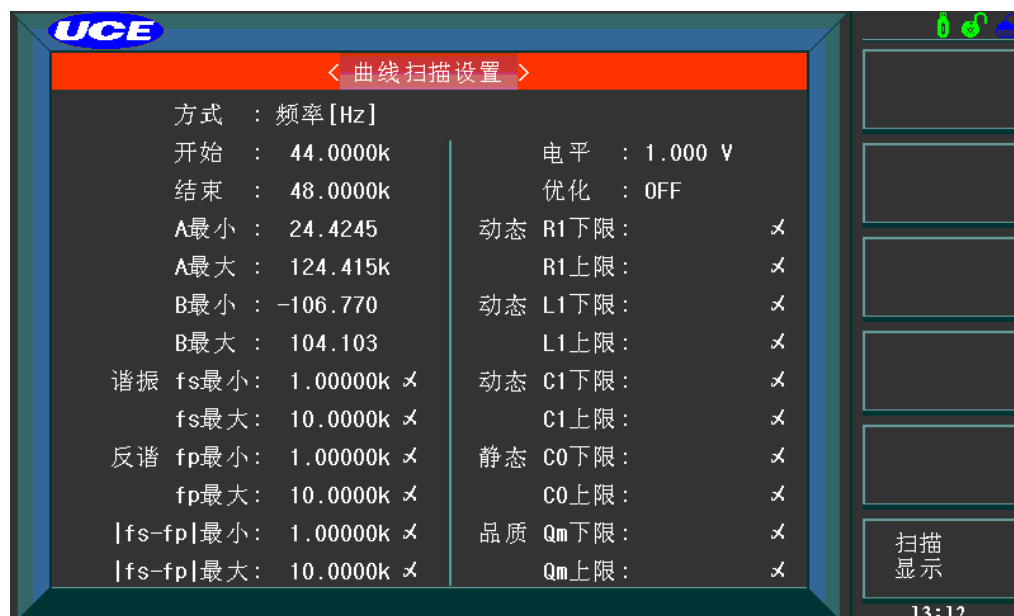 UCE
< 曲线扫描设置 >
方式 : 频率[Hz]
开始 : 44.0000k
电平 : 1.000 V
结束 : 48.0000k
优化 : OFF
A最小 : 24.4245
动态 R1下限:
A最大 : 124.415k
R1上限:
B最小 : -106.770
动态 L1下限:
B最大 : 104.103
L1上限:
谐振 fs最小: 1.00000k
动态 C1下限:
fs最大: 10.0000k
C1上限:
反谐 fp最小: 1.00000k
静态 C0下限:
fp最大: 10.0000k
C0上限:
|fs-fp|最小: 1.00000k
品质 Qm下限:
|fs-fp|最大: 10.0000k
Qm上限:
扫描
显示
13:12